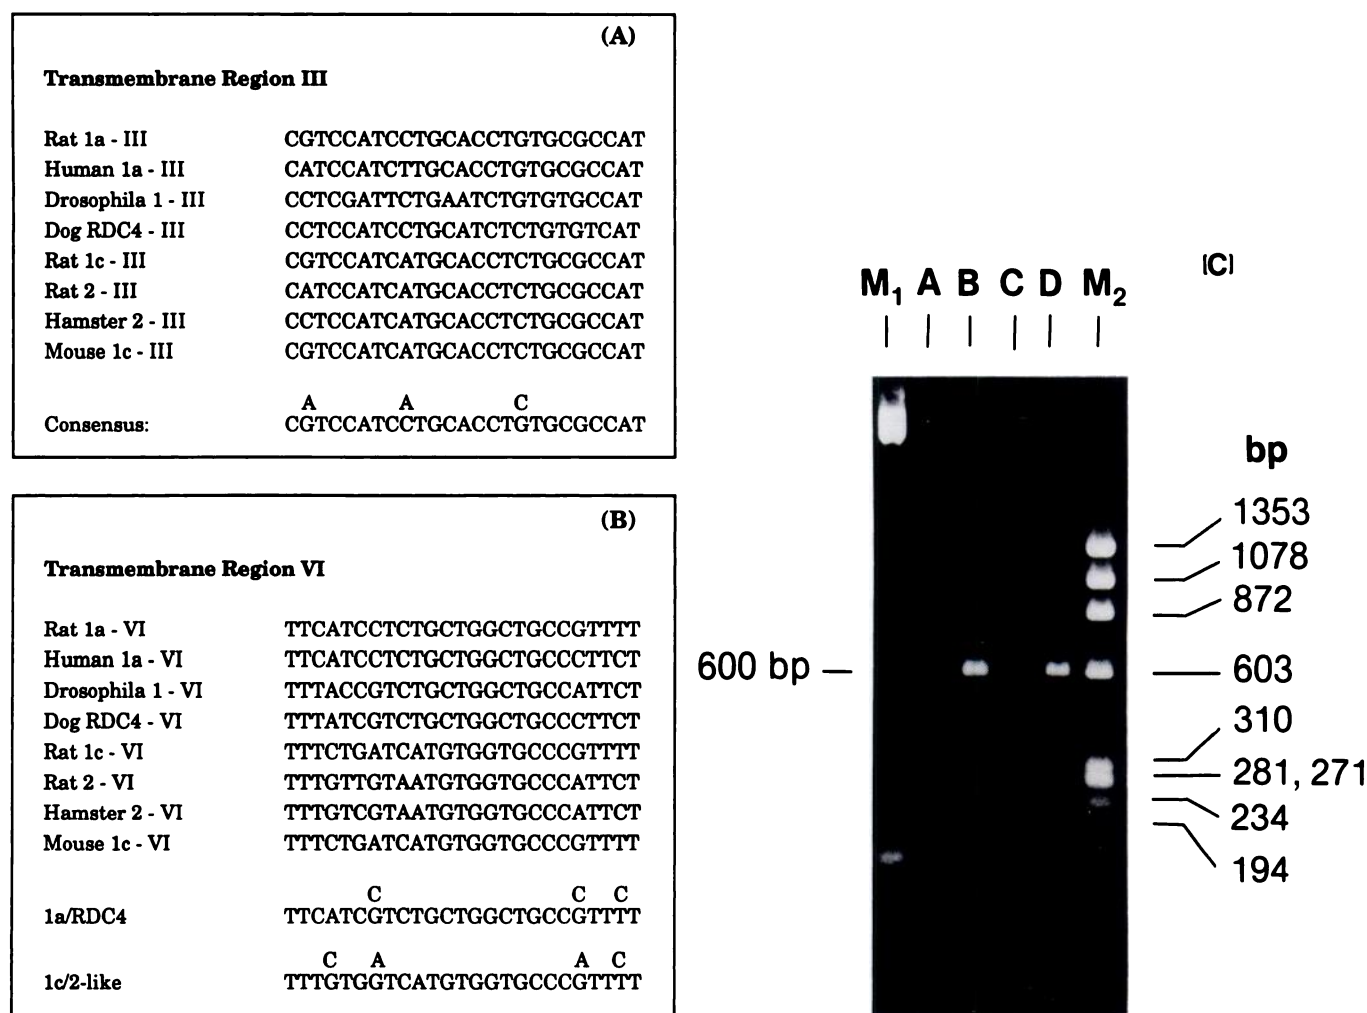 (A)
Transmembrane Region III
Rat 1a - III CGTCCATCCTGCACCTGTGCGCCAT
Human 1a - III CATCCATCTTGCACCTGTGCGCCAT
Drosophila 1 - III CCTCGATTCTGAATCTGTGTGCCAT
Dog RDC4 - III CCTCCATCCTGCATCTCTGTGTCAT
Rat 1c - III CGTCCATCATGCACCTCTGCGCCAT
Rat 2 - III CATCCATCATGCACCTCTGCGCCAT
Hamster 2 - III CCTCCATCATGCACCTCTGCGCCAT
Mouse 1c - III CGTCCATCATGCACCTCTGCGCCAT
A A C
Consensus: CGTCCATCCTGCACCTGTGCGCCAT
(B)
Transmembrane Region VI
Rat 1a - VI TTCATCCTCTGCTGGCTGCCGTTTT
Human 1a - VI TTCATCCTCTGCTGGCTGCCCTTCT
Drosophila 1 - VI TTTACCGTCTGCTGGCTGCCATTCT
Dog RDC4 - VI TTTATCGTCTGCTGGCTGCCCTTCT
Rat 1c - VI TTTCTGATCATGTGGTGCCCGTTTT
Rat 2 - VI TTTGTTGTAATGTGGTGCCCATTCT
Hamster 2 - VI TTTGTCGTAATGTGGTGCCCATTCT
Mouse 1c - VI TTTCTGATCATGTGGTGCCCGTTTT
C C C
1a/RDC4 TTCATCGTCTGCTGGCTGCCGTTTT
C A A C
1c/2-like TTTGTGGTCATGTGGTGCCCGTTTT
(C)
M1 A B C D M2
bp
1353
1078
872
600 bp
603
310
281, 271
234
194